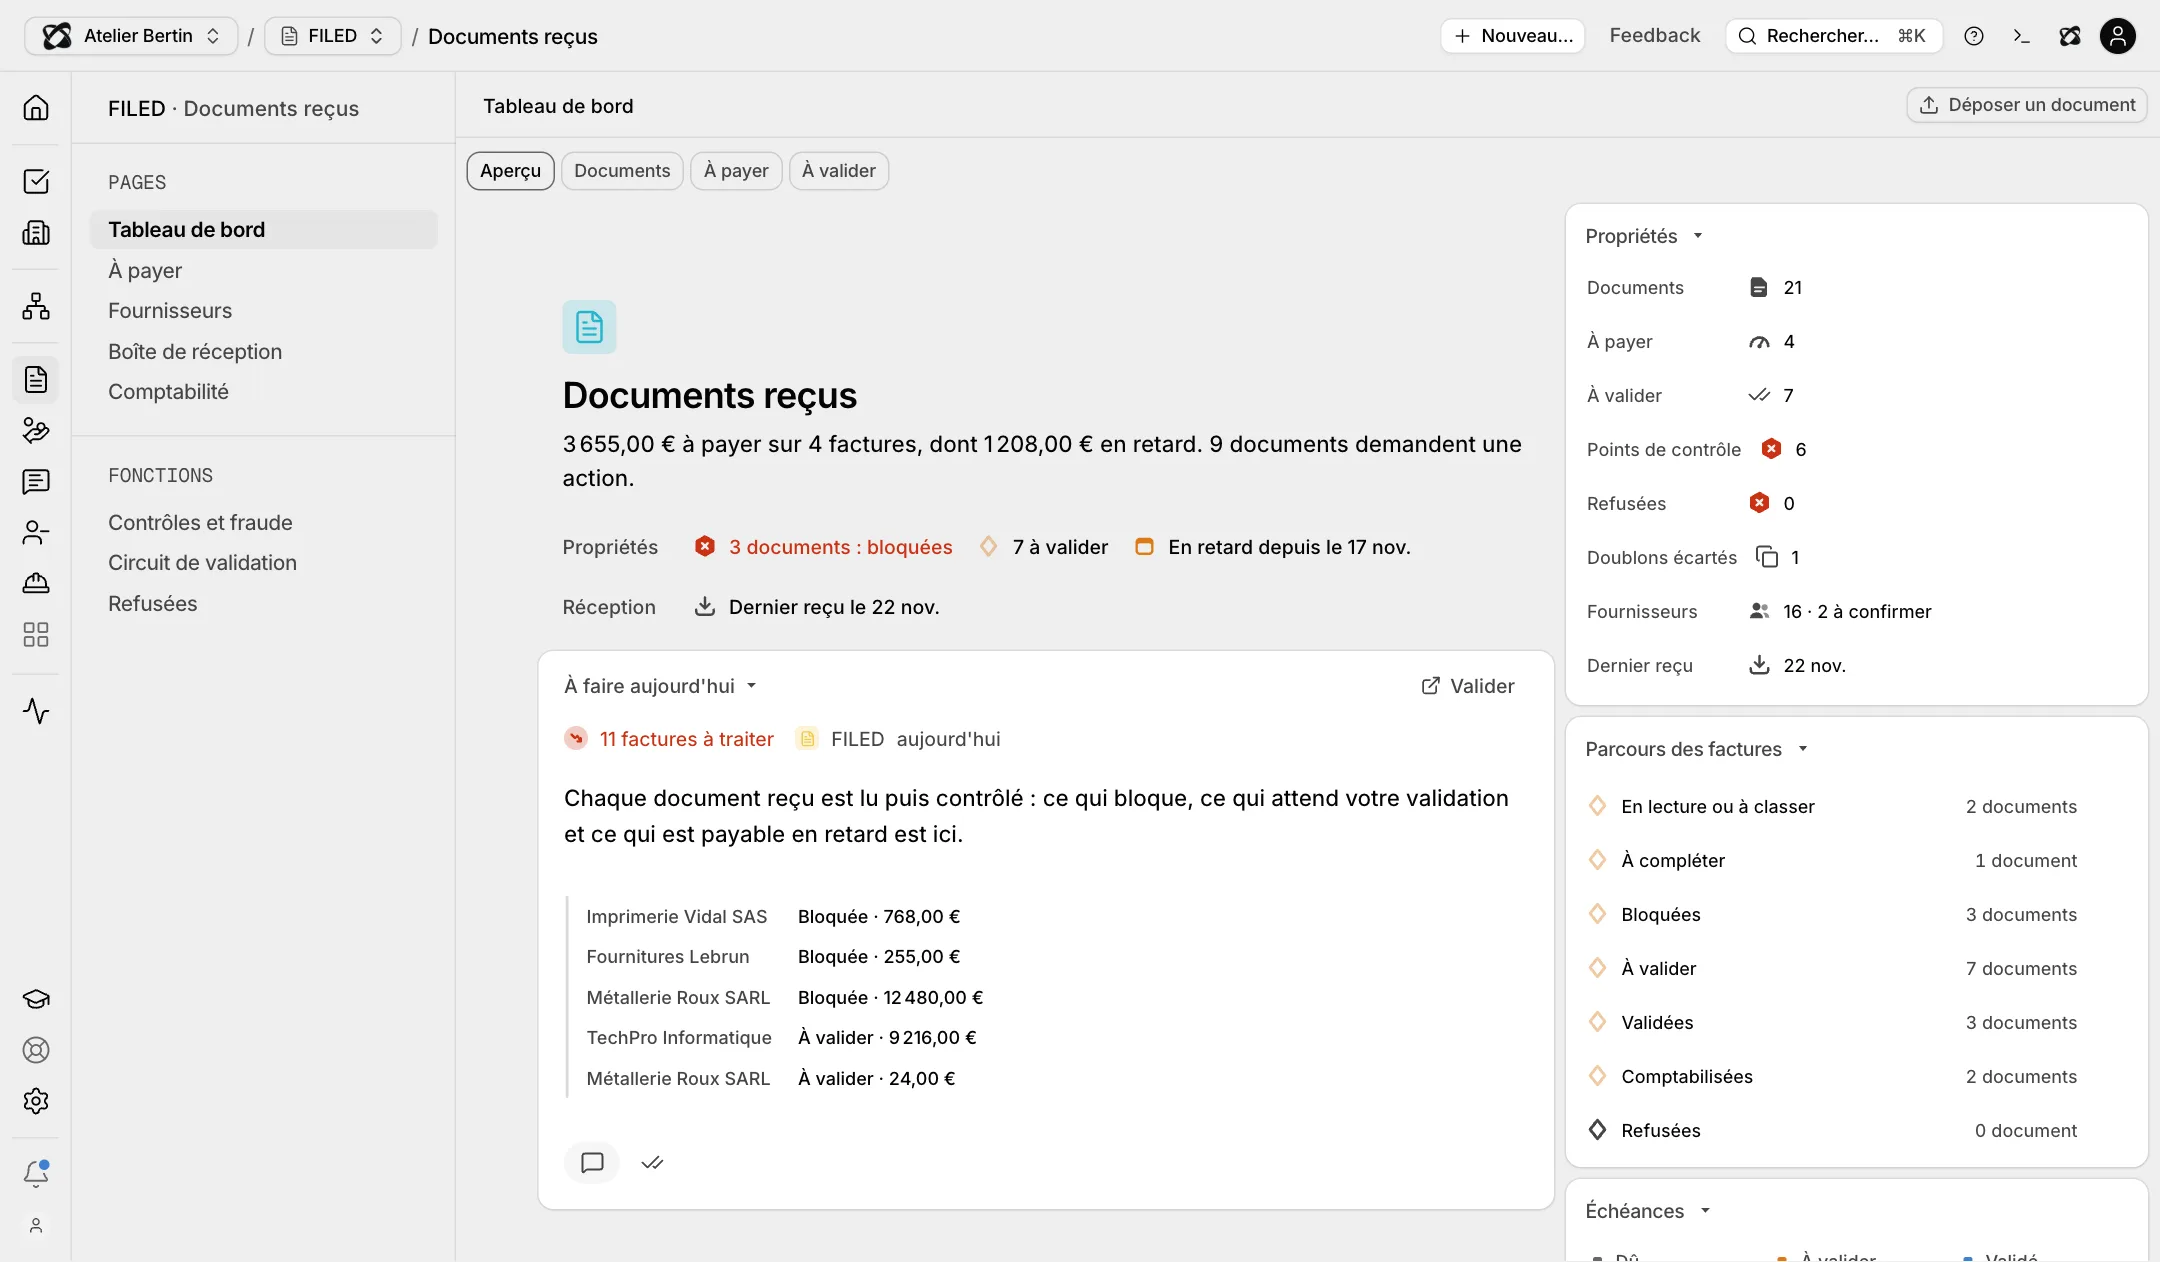 Atelier Bertin / FILED / Documents reçus
Nouveau... Feedback Rechercher... ⌘K
FILED · Documents reçus
PAGES
Tableau de bord
À payer
Fournisseurs
Boîte de réception
Comptabilité
FONCTIONS
Contrôles et fraude
Circuit de validation
Refusées
Tableau de bord
Déposer un document
Aperçu Documents À payer À valider
Documents reçus
3 655,00 € à payer sur 4 factures, dont 1 208,00 € en retard. 9 documents demandent une
action.
Propriétés 3 documents : bloquées 7 à valider En retard depuis le 17 nov.
Réception Dernier reçu le 22 nov.
À faire aujourd'hui Valider
11 factures à traiter FILED aujourd'hui
Chaque document reçu est lu puis contrôlé : ce qui bloque, ce qui attend votre validation
et ce qui est payable en retard est ici.
Imprimerie Vidal SAS Bloquée · 768,00 €
Fournitures Lebrun Bloquée · 255,00 €
Métallerie Roux SARL Bloquée · 12 480,00 €
TechPro Informatique À valider · 9 216,00 €
Métallerie Roux SARL À valider · 24,00 €
Propriétés
Documents 21
À payer 4
À valider 7
Points de contrôle 6
Refusées 0
Doublons écartés 1
Fournisseurs 16 · 2 à confirmer
Dernier reçu 22 nov.
Parcours des factures
En lecture ou à classer 2 documents
À compléter 1 document
Bloquées 3 documents
À valider 7 documents
Validées 3 documents
Comptabilisées 2 documents
Refusées 0 document
Échéances
Dû À valider Validé